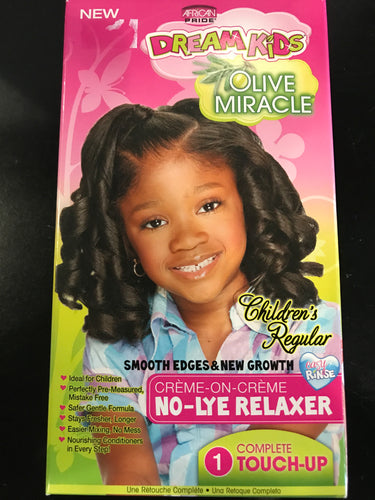 NEW
AFRICAN
PRIDE
DREAM KIDS
OLIVE
MIRACLE
Children's
Regular
SMOOTH EDGES & NEW GROWTH
RINSE
Ideal for Children
Perfectly Pre-Measured,
Mistake Free
Safer Gentle Formula
Stays Fresher, Longer
Easier Mixing, No Mess
Nourishing Conditioners
in Every Step!
CRÈME-ON-CRÈME
NO-LYE RELAXER
1 COMPLETE
TOUCH-UP
Une Retouche Complète • Una Retoque Completo